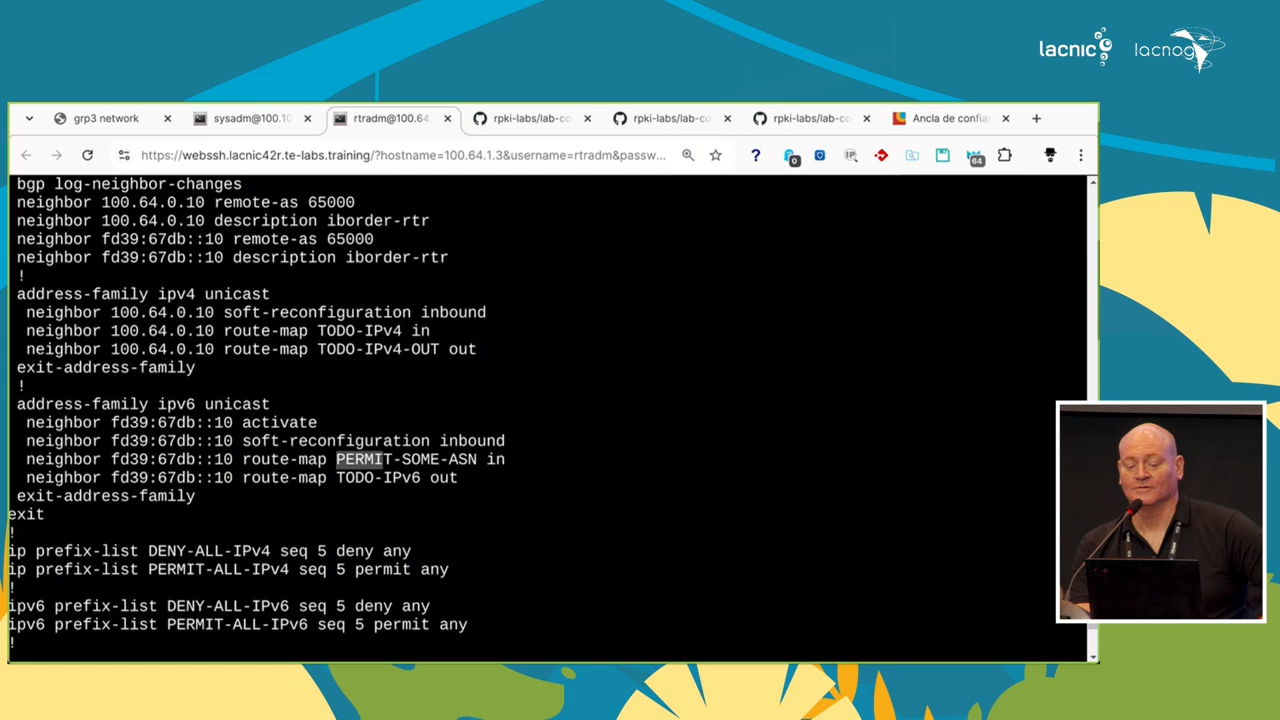 lacnic
lacnog
grp3 network
sysadm@100.10
rtradm@100.64
rpki-labs/lab-co
rpki-labs/lab-co
rpki-labs/lab-co
Ancla de confia
https://webssh.lacnic42r.te-labs.training/?hostname=100.64.1.3&username=rtradm&passw...
0
IP
64
bgp log-neighbor-changes
neighbor 100.64.0.10 remote-as 65000
neighbor 100.64.0.10 description iborder-rtr
neighbor fd39:67db::10 remote-as 65000
neighbor fd39:67db::10 description iborder-rtr
!
address-family ipv4 unicast
neighbor 100.64.0.10 soft-reconfiguration inbound
neighbor 100.64.0.10 route-map TODO-IPv4 in
neighbor 100.64.0.10 route-map TODO-IPv4-OUT out
exit-address-family
!
address-family ipv6 unicast
neighbor fd39:67db::10 activate
neighbor fd39:67db::10 soft-reconfiguration inbound
neighbor fd39:67db::10 route-map PERMIT-SOME-ASN in
neighbor fd39:67db::10 route-map TODO-IPv6 out
exit-address-family
exit
!
ip prefix-list DENY-ALL-IPv4 seq 5 deny any
ip prefix-list PERMIT-ALL-IPv4 seq 5 permit any
!
ipv6 prefix-list DENY-ALL-IPv6 seq 5 deny any
ipv6 prefix-list PERMIT-ALL-IPv6 seq 5 permit any
!